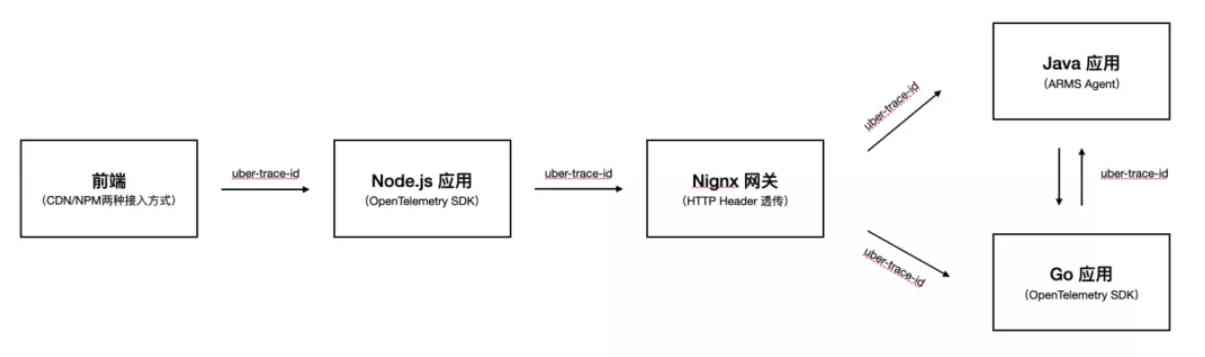 前端
（CDN/NPM两种接入方式）
uber-trace-id
Node.js 应用
（OpenTelemetry SDK）
uber-trace-id
Nignx 网关
（HTTP Header 透传）
uber-trace-id
uber-trace-id
Java 应用
（ARMS Agent）
uber-trace-id
Go 应用
（OpenTelemetry SDK）